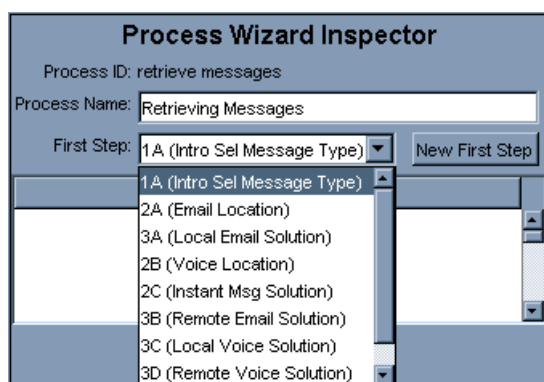 Process Wizard Inspector
Process ID: retrieve messages
Process Name: Retrieving Messages
First Step: 1A (Intro Sel Message Type) New First Step
1A (Intro Sel Message Type)
2A (Email Location)
3A (Local Email Solution)
2B (Voice Location)
2C (Instant Msg Solution)
3B (Remote Email Solution)
3C (Local Voice Solution)
3D (Remote Voice Solution)